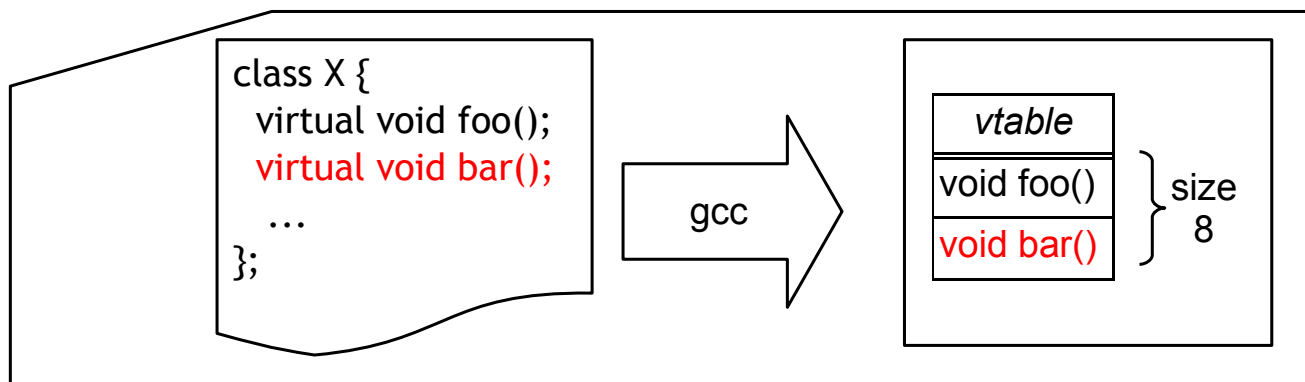 class X {
virtual void foo();
virtual void bar();
...
};
gcc
vtable
void foo()
void bar()
size
8